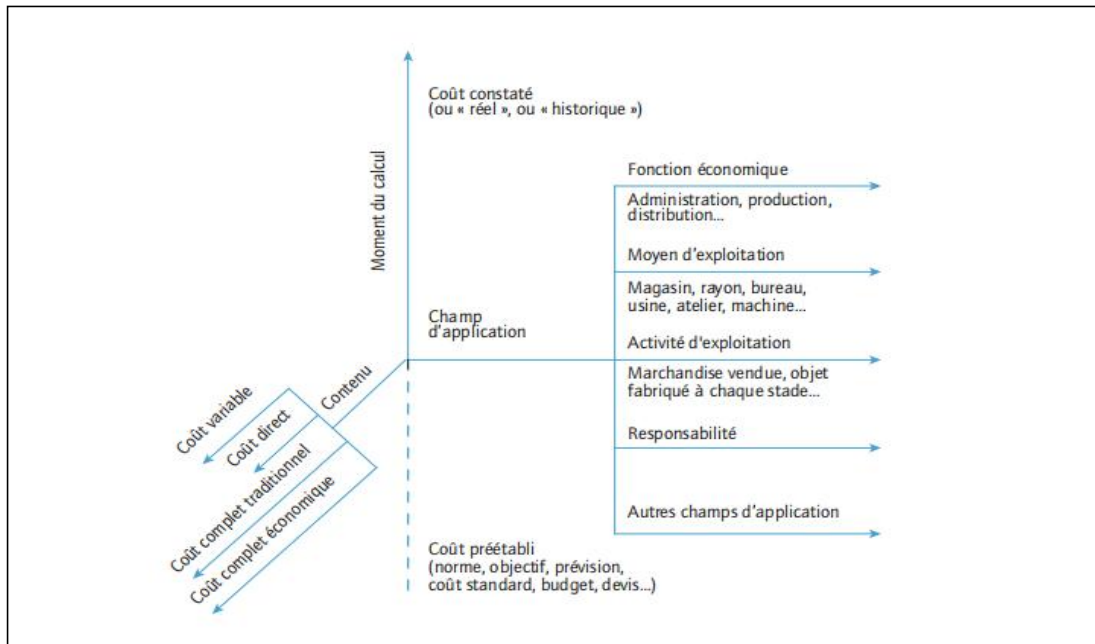 Coût constaté
(ou « réel », ou « historique »)
Moment du calcul
Fonction économique
Administration, production,
distribution...
Moyen d'exploitation
Magasin, rayon, bureau,
usine, atelier, machine...
Champ
d'application
Activité d'exploitation
Marchandise vendue, objet
fabriqué à chaque stade...
Responsabilité
Autres champs d'application
Contenu
Coût variable
Coût direct
Coût complet traditionnel
Coût complet économique
Coût préétabli
(norme, objectif, prévision,
coût standard, budget, devis...)